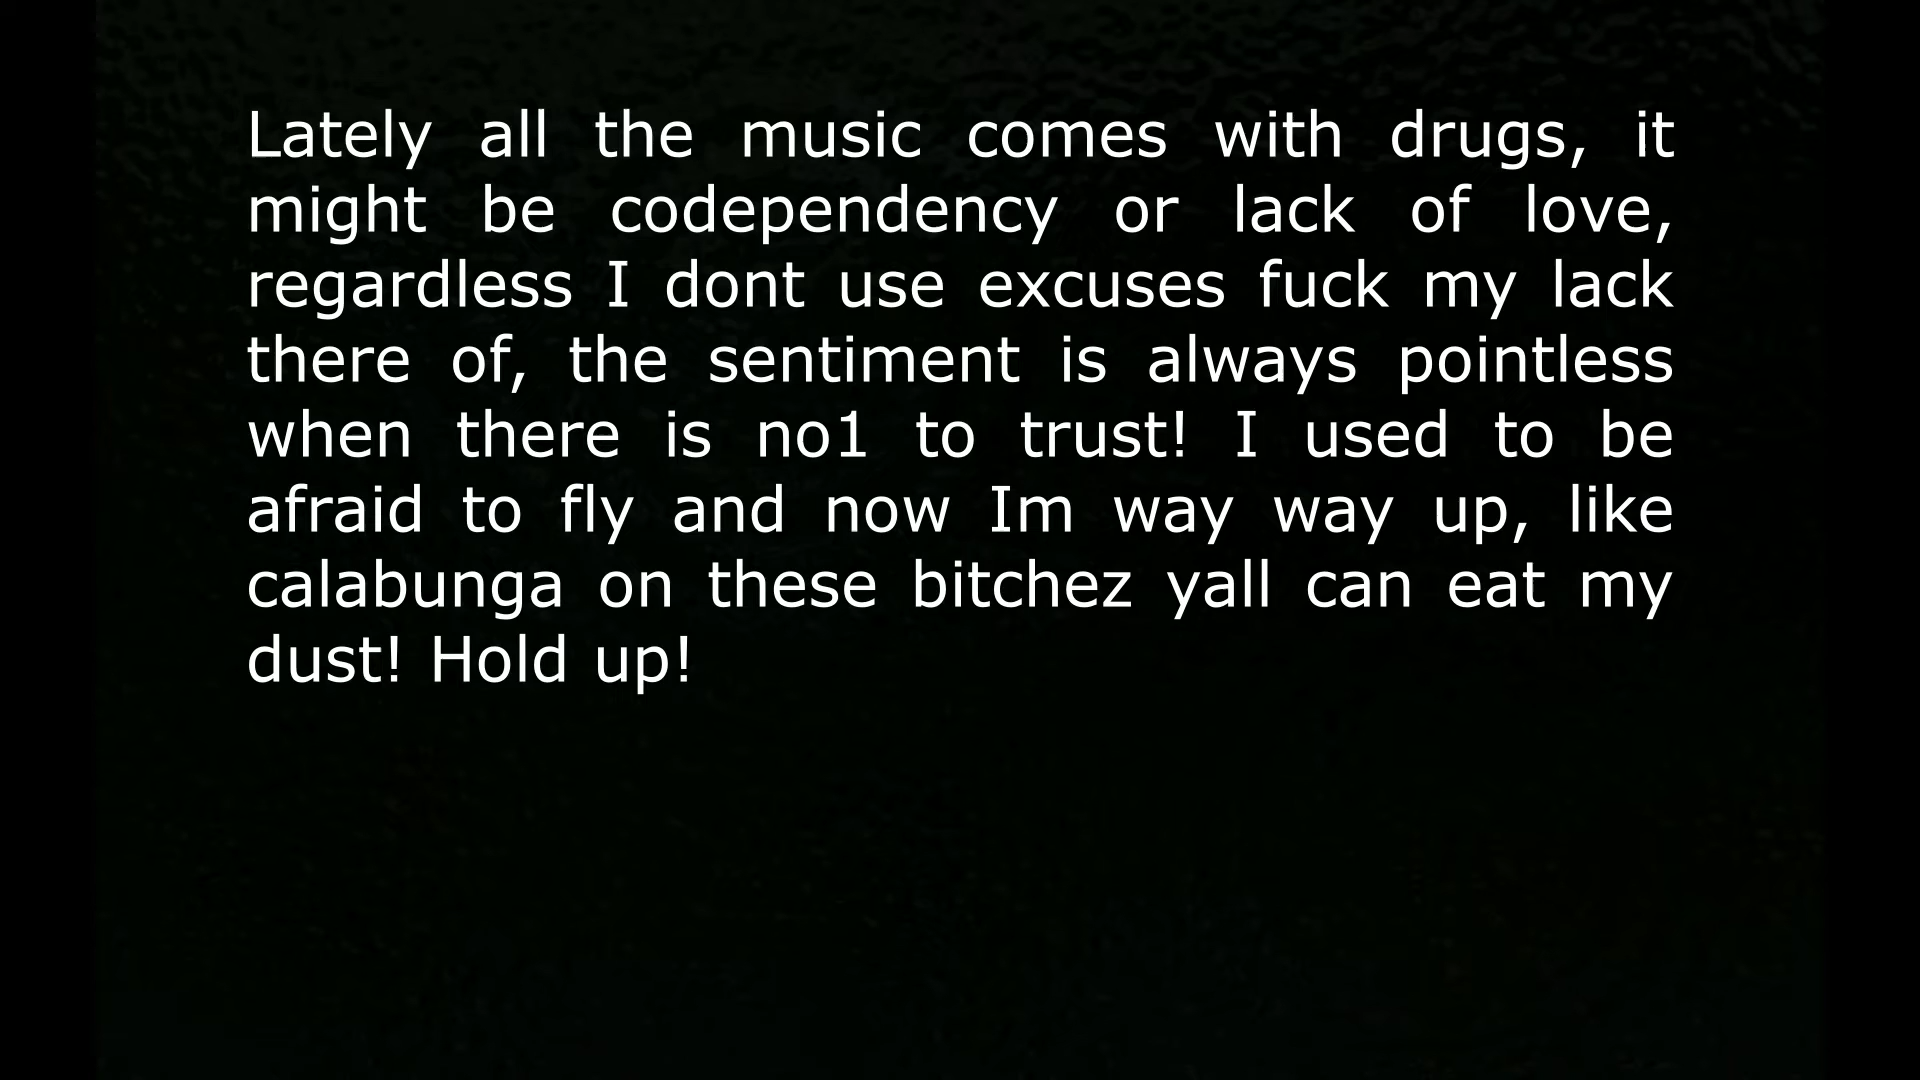 Lately all the music comes with drugs, it
might be codependency or lack of love,
regardless I dont use excuses fuck my lack
there of, the sentiment is always pointless
when there is no1 to trust! I used to be
afraid to fly and now Im way way up, like
calabunga on these bitchez yall can eat my
dust! Hold up!